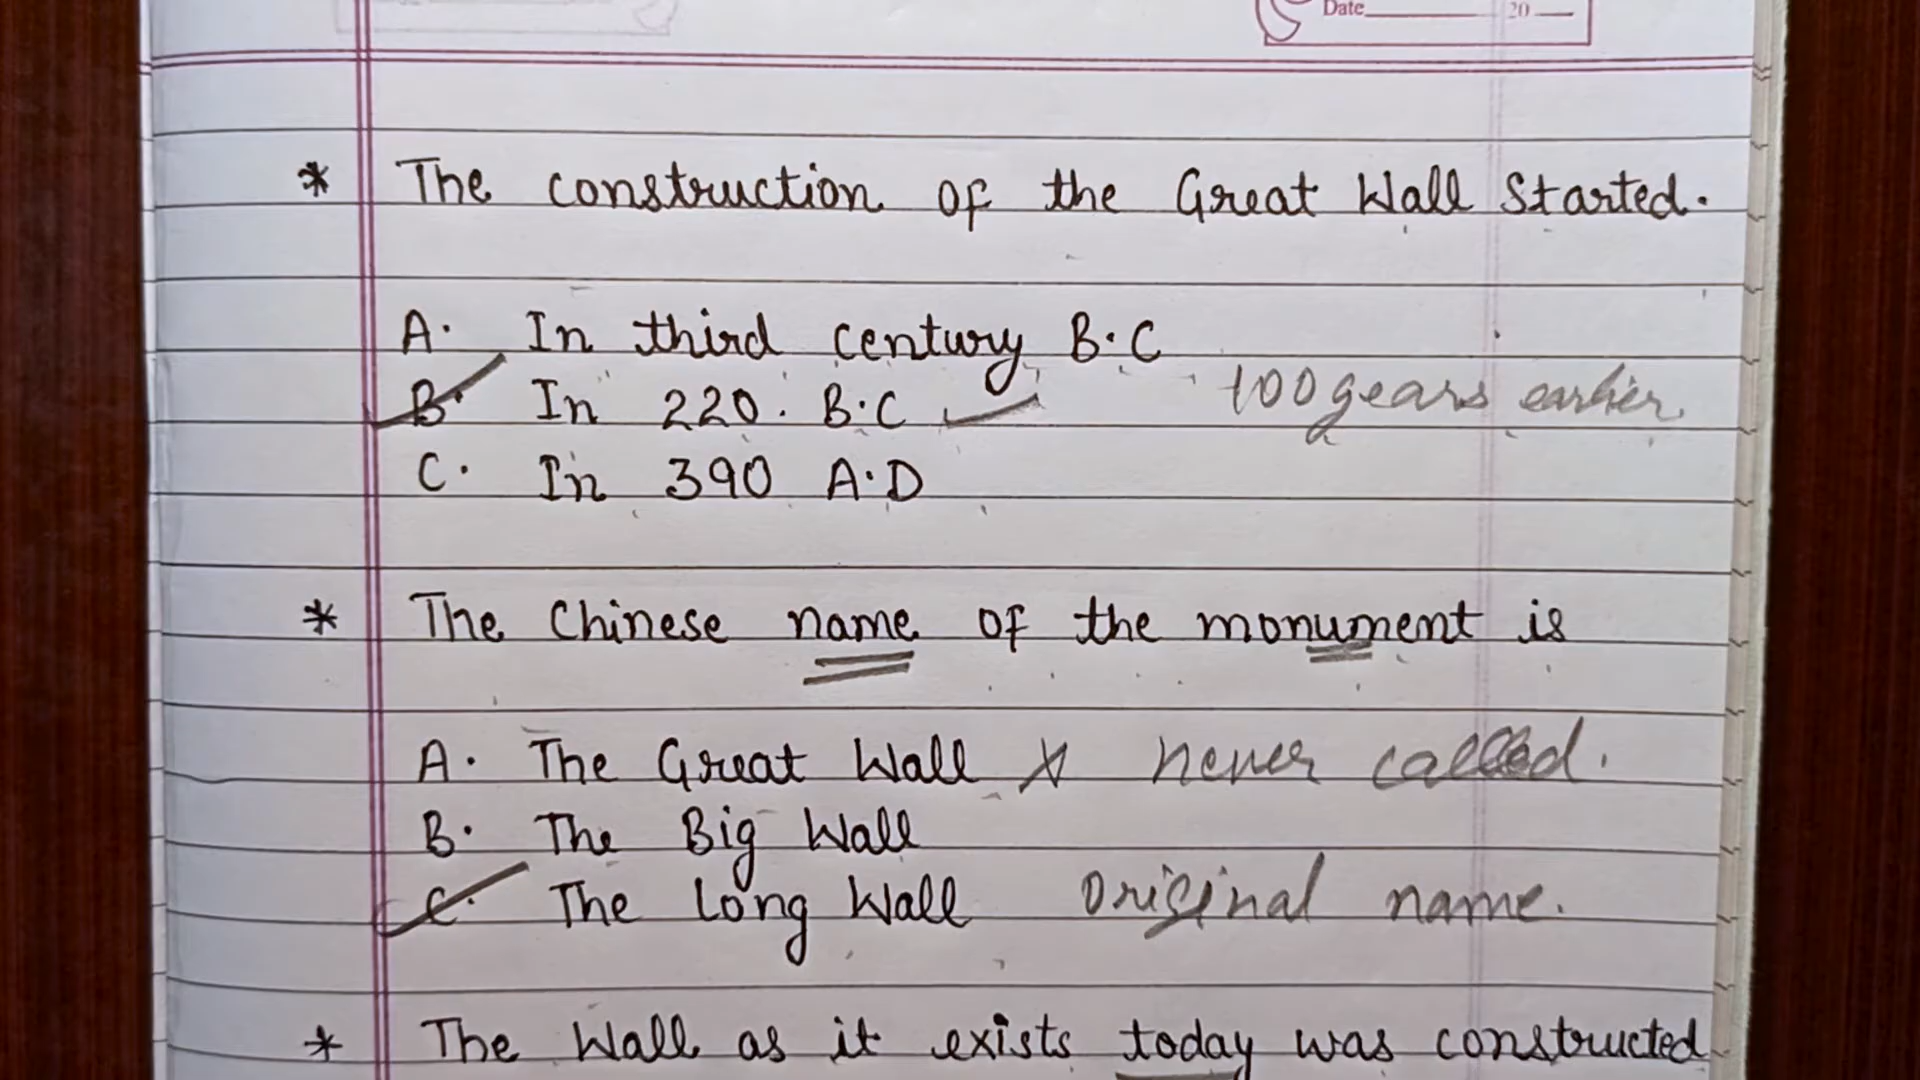 Date 20
* The construction of the Great Wall Started.
A. In third century B.C
B. In 220. B.C 100 years earlier.
C. In 390 A.D
* The Chinese name of the monument is
A. The Great Wall X never called.
B. The Big Wall
C. The Long Wall original name.
* The Wall as it exists today was constructed